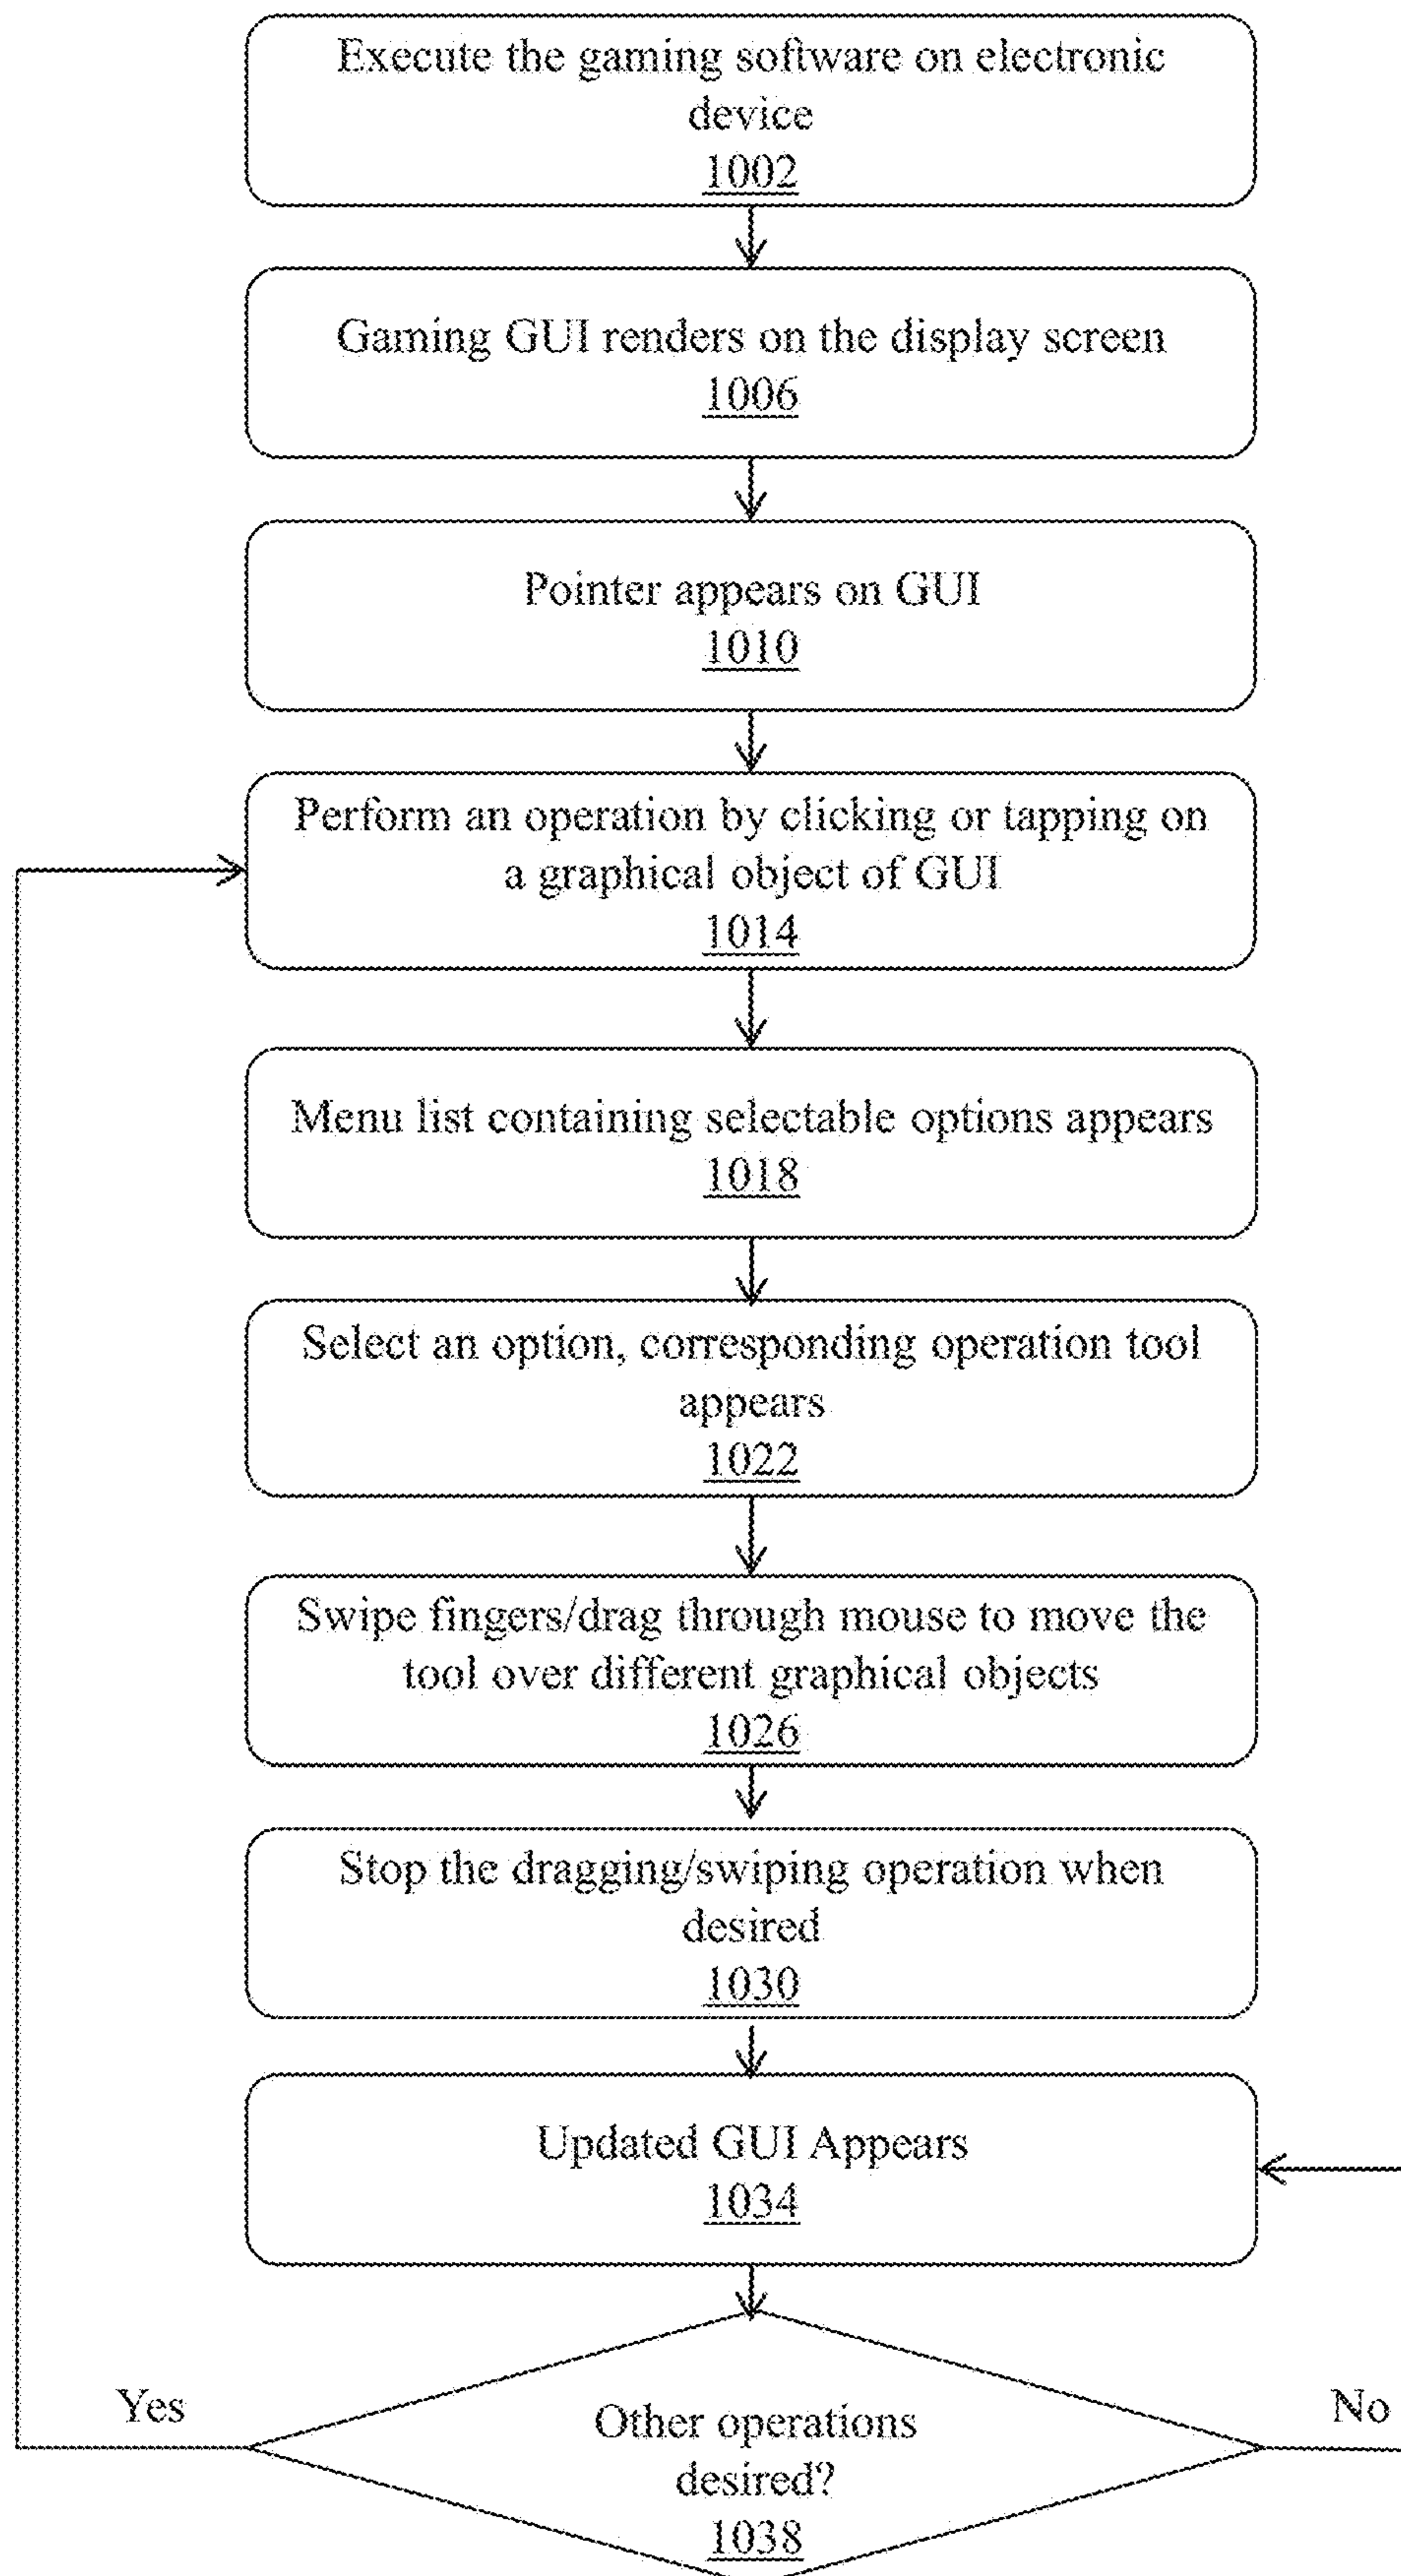 Execute the gaming software on electronic
device
1002
Gaming GUI renders on the display screen
1006
Pointer appears on GUI
1010
Perform an operation by clicking or tapping on
a graphical object of GUI
1014
Menu list containing selectable options appears
1018
Select an option, corresponding operation tool
appears
1022
Swipe fingers/drag through mouse to move the
tool over different graphical objects
1026
Stop the dragging/swiping operation when
desired
1030
Updated GUI Appears
1034
Yes
No
Other operations
desired?
1038